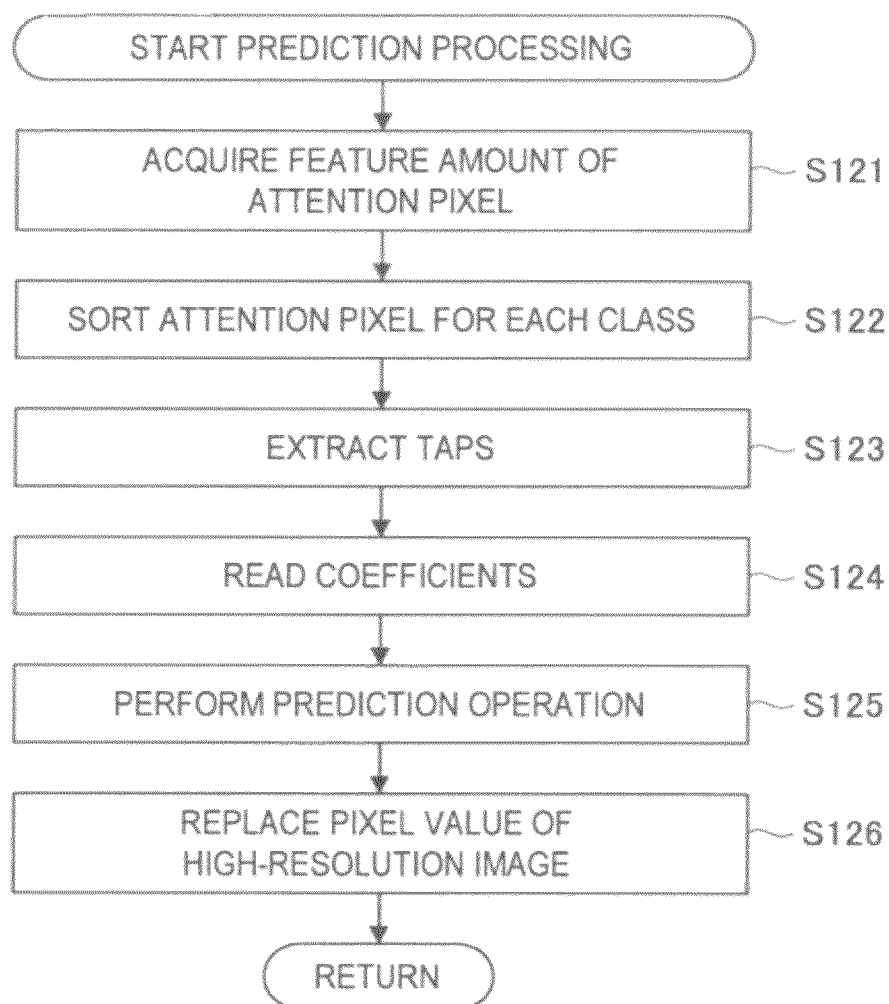 START PREDICTION PROCESSING
ACQUIRE FEATURE AMOUNT OF
ATTENTION PIXEL
S121
SORT ATTENTION PIXEL FOR EACH CLASS
S122
EXTRACT TAPS
S123
READ COEFFICIENTS
S124
PERFORM PREDICTION OPERATION
S125
REPLACE PIXEL VALUE OF
HIGH-RESOLUTION IMAGE
S126
RETURN